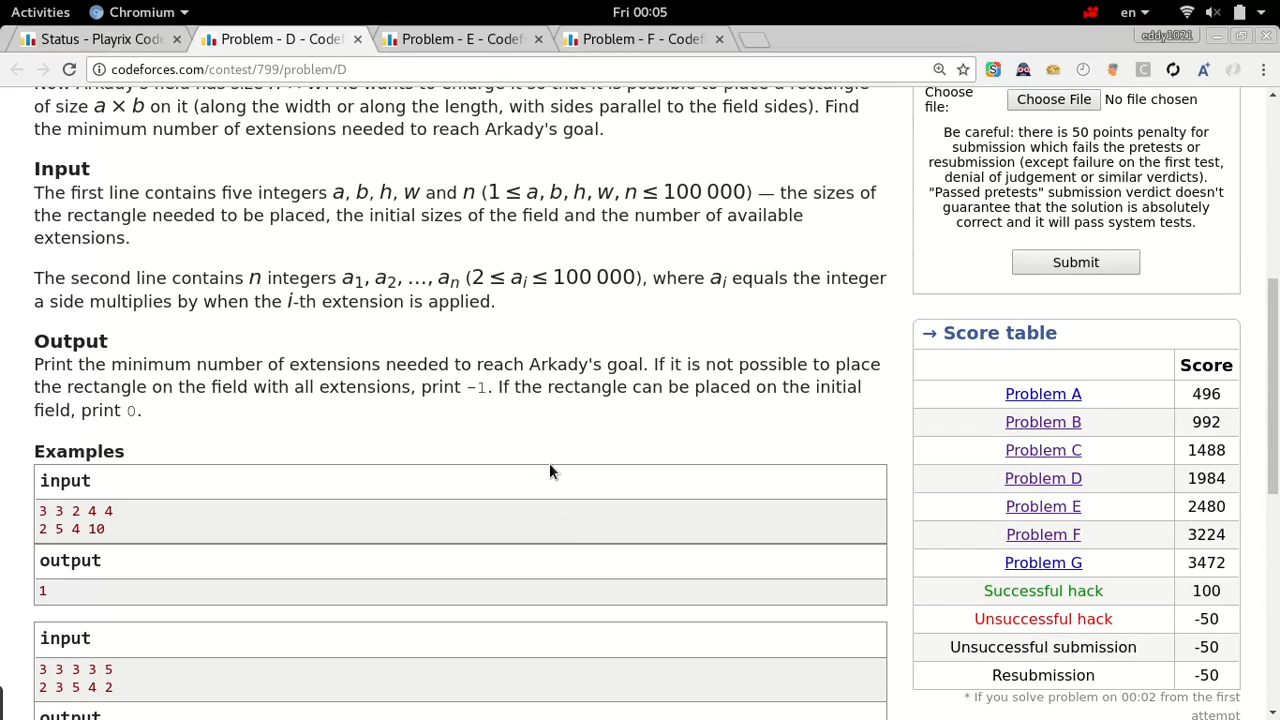 Activities Chromium Fri 00:05 en
Status - Playrix Cod Problem - D - Codef Problem - E - Codef Problem - F - Codef eddy1021
codeforces.com/contest/799/problem/D
of size a × b on it (along the width or along the length, with sides parallel to the field sides). Find
the minimum number of extensions needed to reach Arkady's goal.
Input
The first line contains five integers a, b, h, w and n (1 ≤ a, b, h, w, n ≤ 100 000) — the sizes of
the rectangle needed to be placed, the initial sizes of the field and the number of available
extensions.
The second line contains n integers a1, a2, ..., an (2 ≤ ai ≤ 100 000), where ai equals the integer
a side multiplies by when the i-th extension is applied.
Output
Print the minimum number of extensions needed to reach Arkady's goal. If it is not possible to place
the rectangle on the field with all extensions, print -1. If the rectangle can be placed on the initial
field, print 0.
Examples
input
3 3 2 4 4
2 5 4 10
output
1
input
3 3 3 3 5
2 3 5 4 2
output
Choose
file: Choose File No file chosen
Be careful: there is 50 points penalty for
submission which fails the pretests or
resubmission (except failure on the first test,
denial of judgement or similar verdicts).
"Passed pretests" submission verdict doesn't
guarantee that the solution is absolutely
correct and it will pass system tests.
Submit
→ Score table
Score
Problem A 496
Problem B 992
Problem C 1488
Problem D 1984
Problem E 2480
Problem F 3224
Problem G 3472
Successful hack 100
Unsuccessful hack -50
Unsuccessful submission -50
Resubmission -50
* If you solve problem on 00:02 from the first
attempt